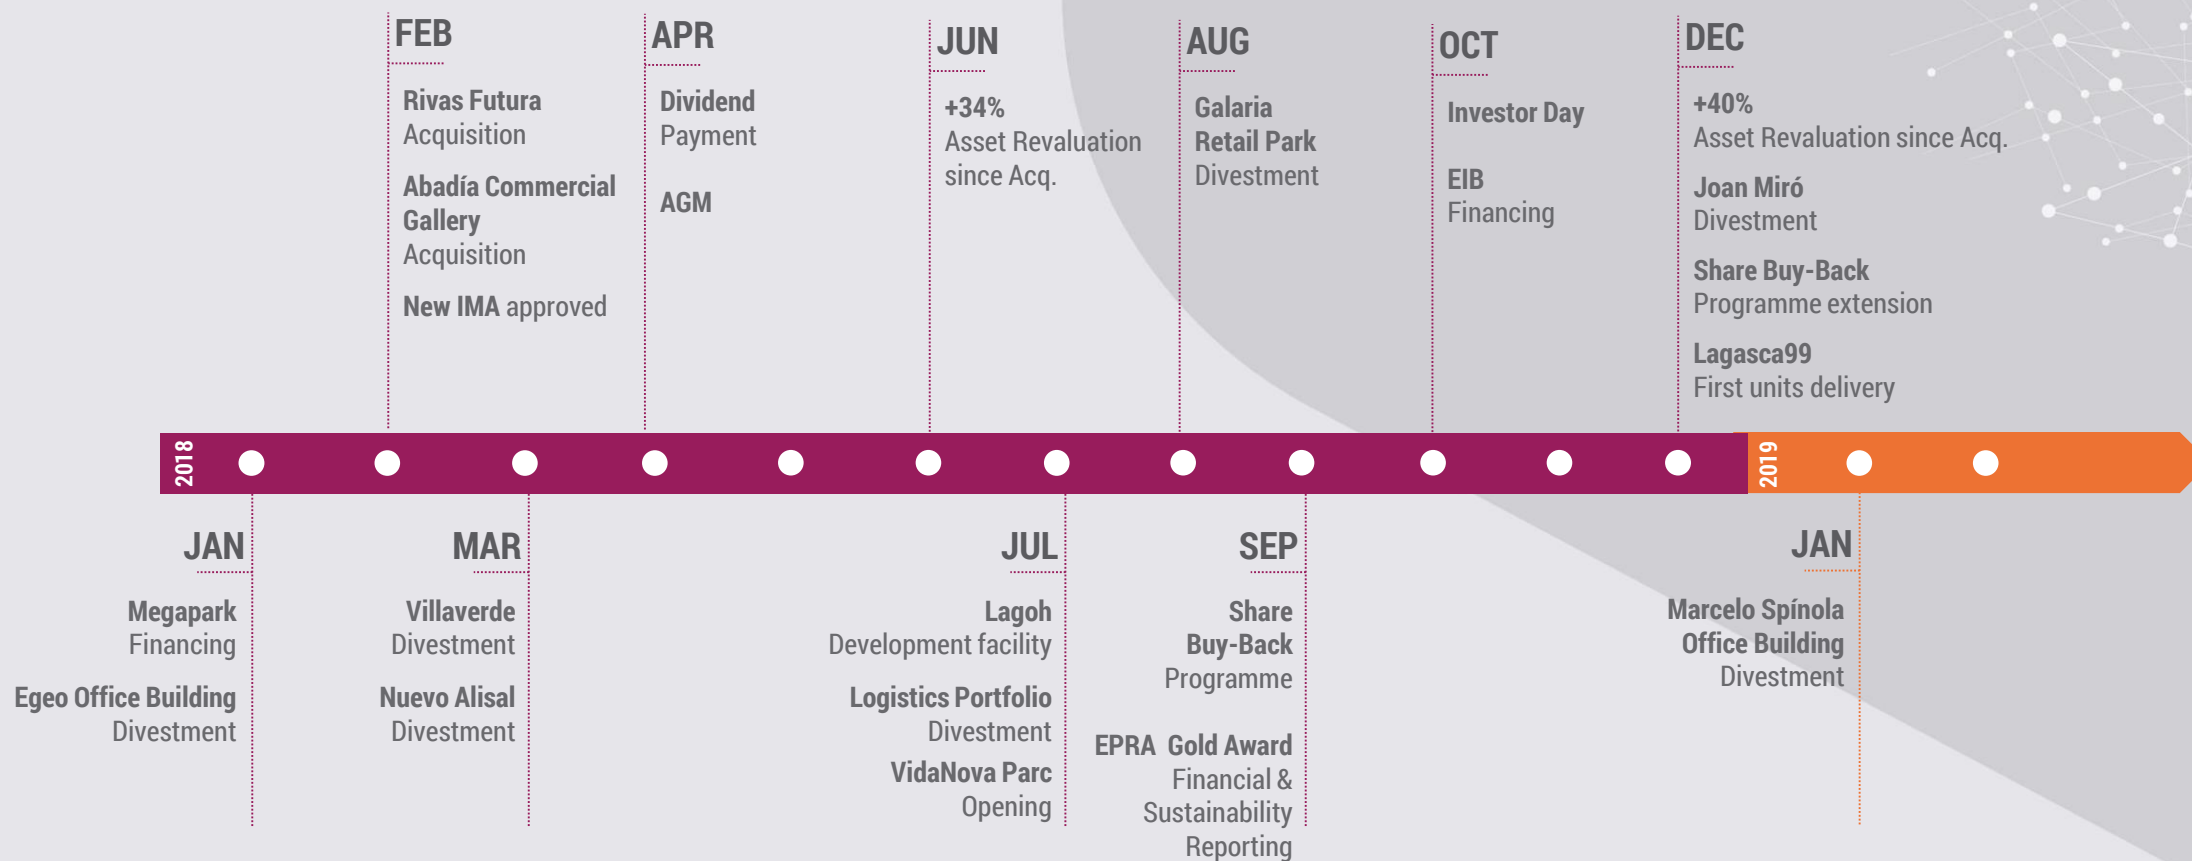 FEB
Rivas Futura
Acquisition
Abadía Commercial
Gallery
Acquisition
New IMA approved
APR
Dividend
Payment
AGM
JUN
+34%
Asset Revaluation
since Acq.
AUG
Galaria
Retail Park
Divestment
OCT
Investor Day
EIB
Financing
DEC
+40%
Asset Revaluation since Acq.
Joan Miró
Divestment
Share Buy-Back
Programme extension
Lagasca99
First units delivery
2018
2019
JAN
Megapark
Financing
Egeo Office Building
Divestment
MAR
Villaverde
Divestment
Nuevo Alisal
Divestment
JUL
Lagoh
Development facility
Logistics Portfolio
Divestment
VidaNova Parc
Opening
SEP
Share
Buy-Back
Programme
EPRA Gold Award
Financial &
Sustainability
Reporting
JAN
Marcelo Spínola
Office Building
Divestment